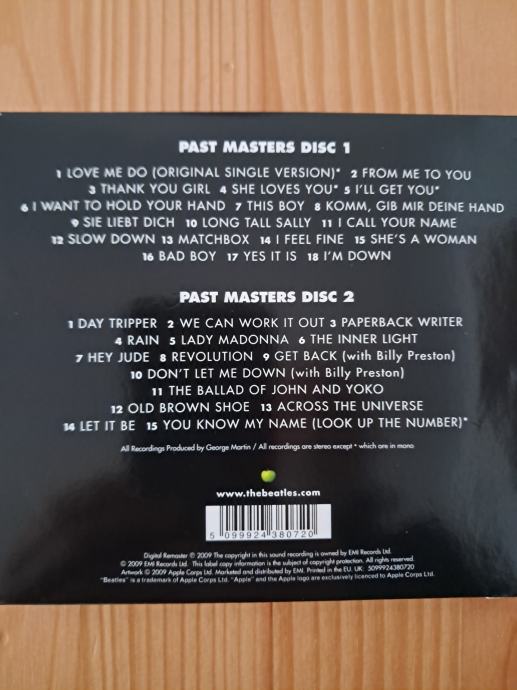 PAST MASTERS DISC 1
1 LOVE ME DO (ORIGINAL SINGLE VERSION)* 2 FROM ME TO YOU
3 THANK YOU GIRL 4 SHE LOVES YOU* 5 I'LL GET YOU*
6 I WANT TO HOLD YOUR HAND 7 THIS BOY 8 KOMM, GIB MIR DEINE HAND
9 SIE LIEBT DICH 10 LONG TALL SALLY 11 I CALL YOUR NAME
12 SLOW DOWN 13 MATCHBOX 14 I FEEL FINE 15 SHE'S A WOMAN
16 BAD BOY 17 YES IT IS 18 I'M DOWN
PAST MASTERS DISC 2
1 DAY TRIPPER 2 WE CAN WORK IT OUT 3 PAPERBACK WRITER
4 RAIN 5 LADY MADONNA 6 THE INNER LIGHT
7 HEY JUDE 8 REVOLUTION 9 GET BACK (with Billy Preston)
10 DON'T LET ME DOWN (with Billy Preston)
11 THE BALLAD OF JOHN AND YOKO
12 OLD BROWN SHOE 13 ACROSS THE UNIVERSE
14 LET IT BE 15 YOU KNOW MY NAME (LOOK UP THE NUMBER)*
All Recordings Produced by George Martin / All recordings are stereo except * which are in mono
www.thebeatles.com
5 099924 380720
Digital Remaster ℗ 2009 The copyright in this sound recording is owned by EMI Records Ltd.
© 2009 EMI Records Ltd. This label copy information is the subject of copyright protection. All rights reserved.
Artwork © 2009 Apple Corps Ltd. Marketed and distributed by EMI. Printed in the EU. UK: 5099924380720
"Beatles" is a trademark of Apple Corps Ltd. "Apple" and the Apple logo are exclusively licenced to Apple Corps Ltd.